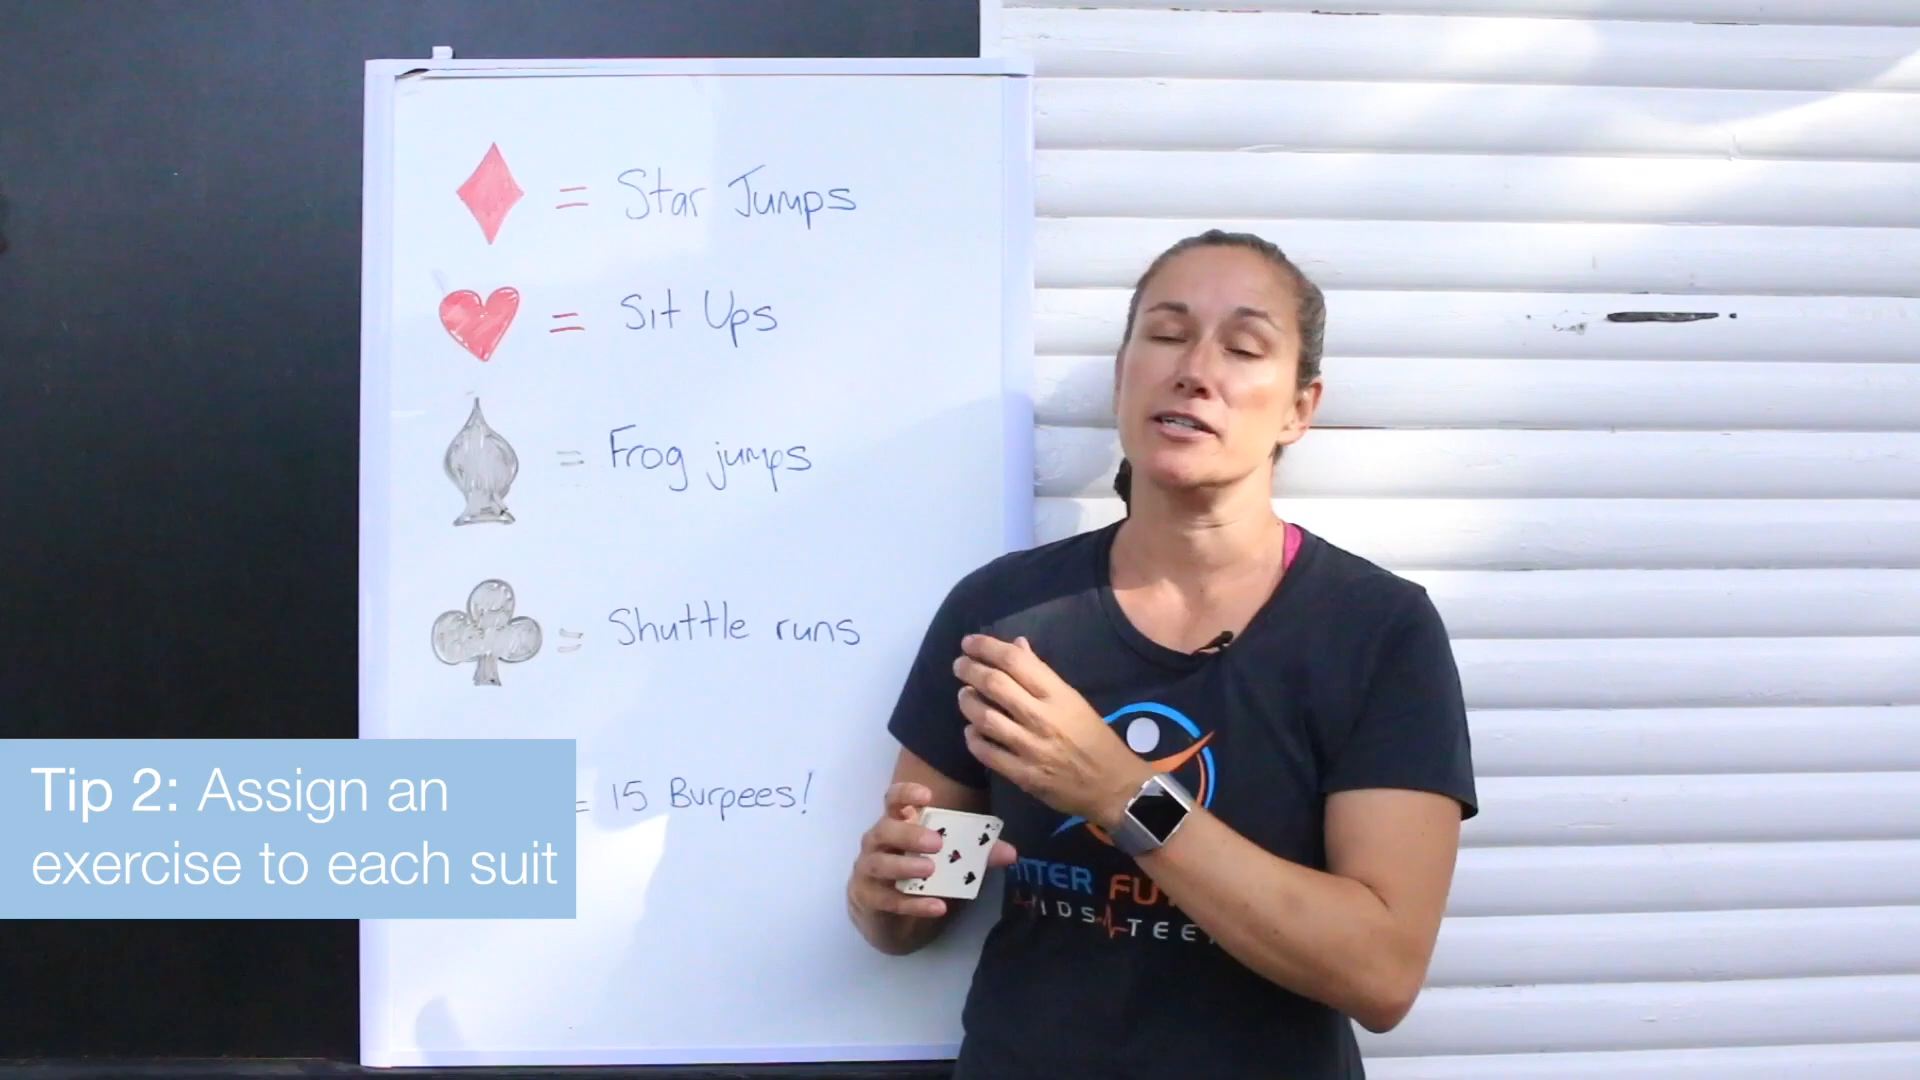 = Star Jumps
= Sit Ups
= Frog jumps
= Shuttle runs
= 15 Burpees!
Tip 2: Assign an
exercise to each suit